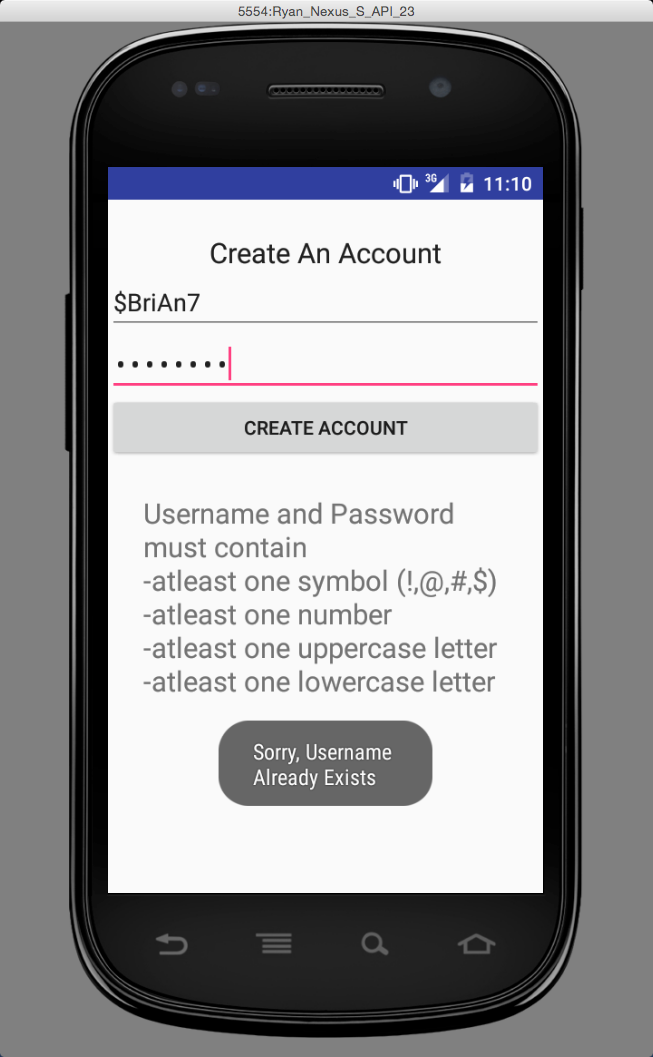 5554:Ryan_Nexus_S_API_23
3G 11:10
Create An Account
$BriAn7
••••••••
CREATE ACCOUNT
Username and Password
must contain
-atleast one symbol (!,@,#,$)
-atleast one number
-atleast one uppercase letter
-atleast one lowercase letter
Sorry, Username
Already Exists